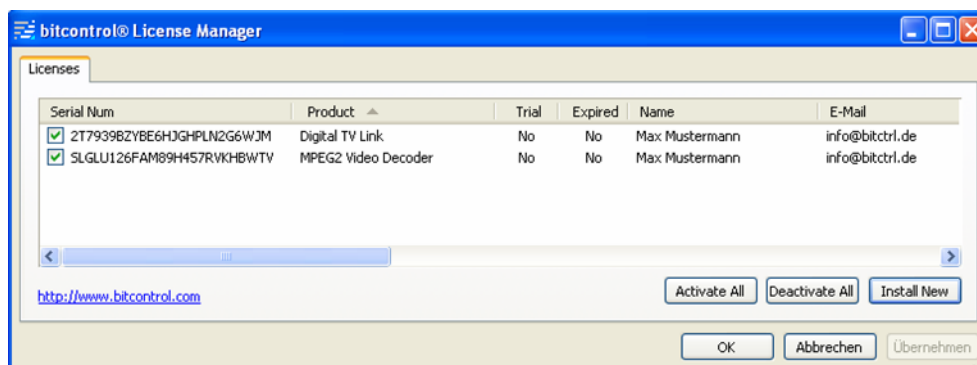 bitcontrol® License Manager
Licenses
Serial Num Product Trial Expired Name E-Mail
2T7939BZYBE6HJGHPLN2G6WJM Digital TV Link No No Max Mustermann info@bitctrl.de
SLGLU126FAM89H457RVKHBWTV MPEG2 Video Decoder No No Max Mustermann info@bitctrl.de
http://www.bitcontrol.com Activate All Deactivate All Install New
OK Abbrechen Übernehmen